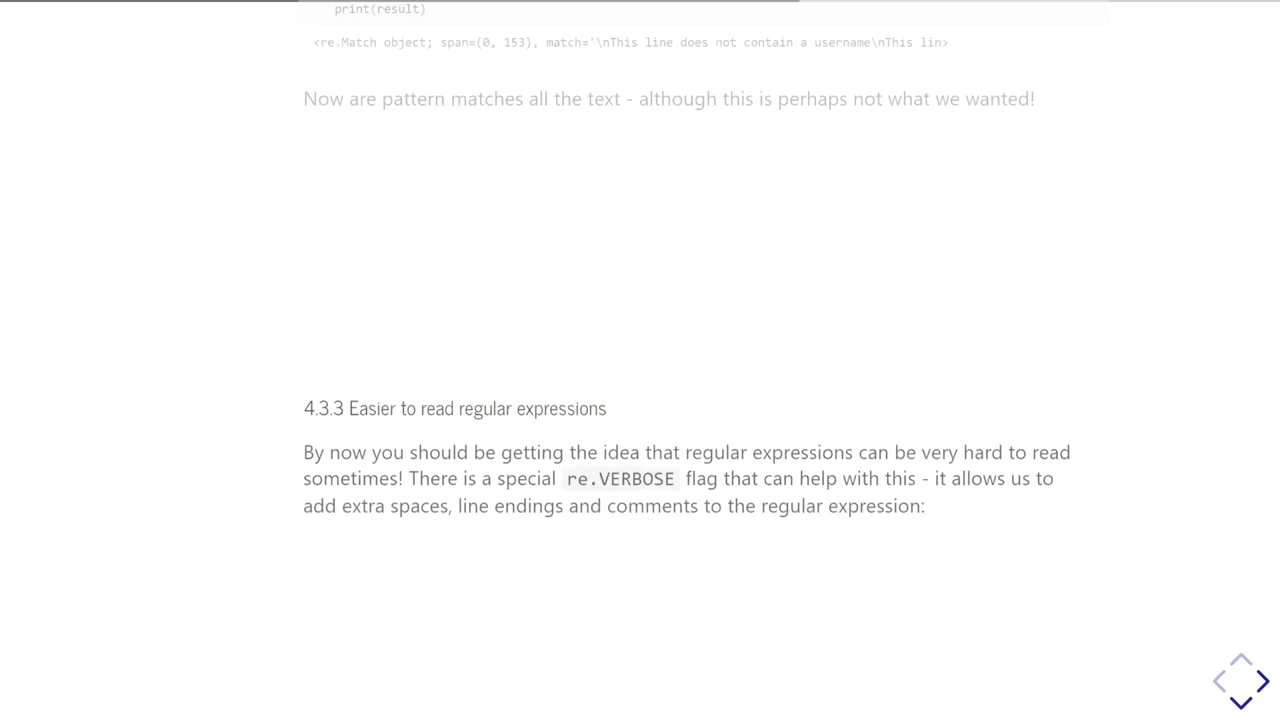 print(result)
<re.Match object; span=(0, 153), match='\nThis line does not contain a username\nThis lin>
Now are pattern matches all the text - although this is perhaps not what we wanted!
4.3.3 Easier to read regular expressions
By now you should be getting the idea that regular expressions can be very hard to read
sometimes! There is a special re.VERBOSE flag that can help with this - it allows us to
add extra spaces, line endings and comments to the regular expression: